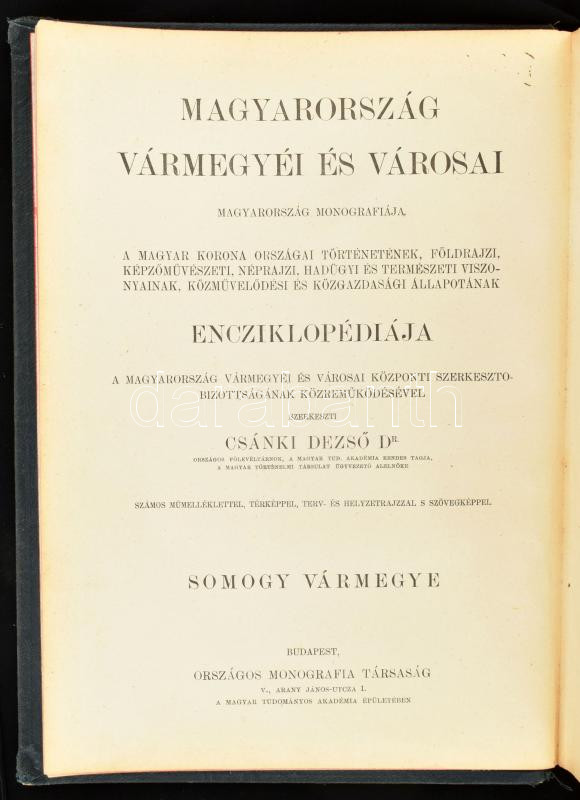 MAGYARORSZÁG
VÁRMEGYÉI ÉS VÁROSAI
MAGYARORSZÁG MONOGRAFIÁJA.
A MAGYAR KORONA ORSZÁGAI TÖRTÉNETÉNEK, FÖLDRAJZI,
KÉPZŐMŰVÉSZETI, NÉPRAJZI, HADÜGYI ÉS TERMÉSZETI VISZO-
NYAINAK, KÖZMŰVELŐDÉSI ÉS KÖZGAZDASÁGI ÁLLAPOTÁNAK
ENCZIKLOPÉDIÁJA
A MAGYARORSZÁG VÁRMEGYÉI ÉS VÁROSAI KÖZPONTI SZERKESZTO-
BIZOTTSÁGÁNAK KÖZREMŰKÖDÉSÉVEL
darabanth
SZERKESZTI
CSÁNKI DEZSŐ DR.
ORSZÁGOS FŐLEVÉLTÁRNOK, A MAGYAR TUD. AKADÉMIA RENDES TAGJA,
A MAGYAR TÖRTÉNELMI TÁRSULAT ÜGYVEZETŐ ALELNÖKE
SZÁMOS MŰMELLÉKLETTEL, TÉRKÉPPEL, TERV- ÉS HELYZETRAJZZAL S SZÖVEGKÉPPEL
SOMOGY VÁRMEGYE
BUDAPEST,
ORSZÁGOS MONOGRAFIA TÁRSASÁG
V., ARANY JÁNOS-UTCZA 1.
A MAGYAR TUDOMÁNYOS AKADÉMIA ÉPÜLETÉBEN